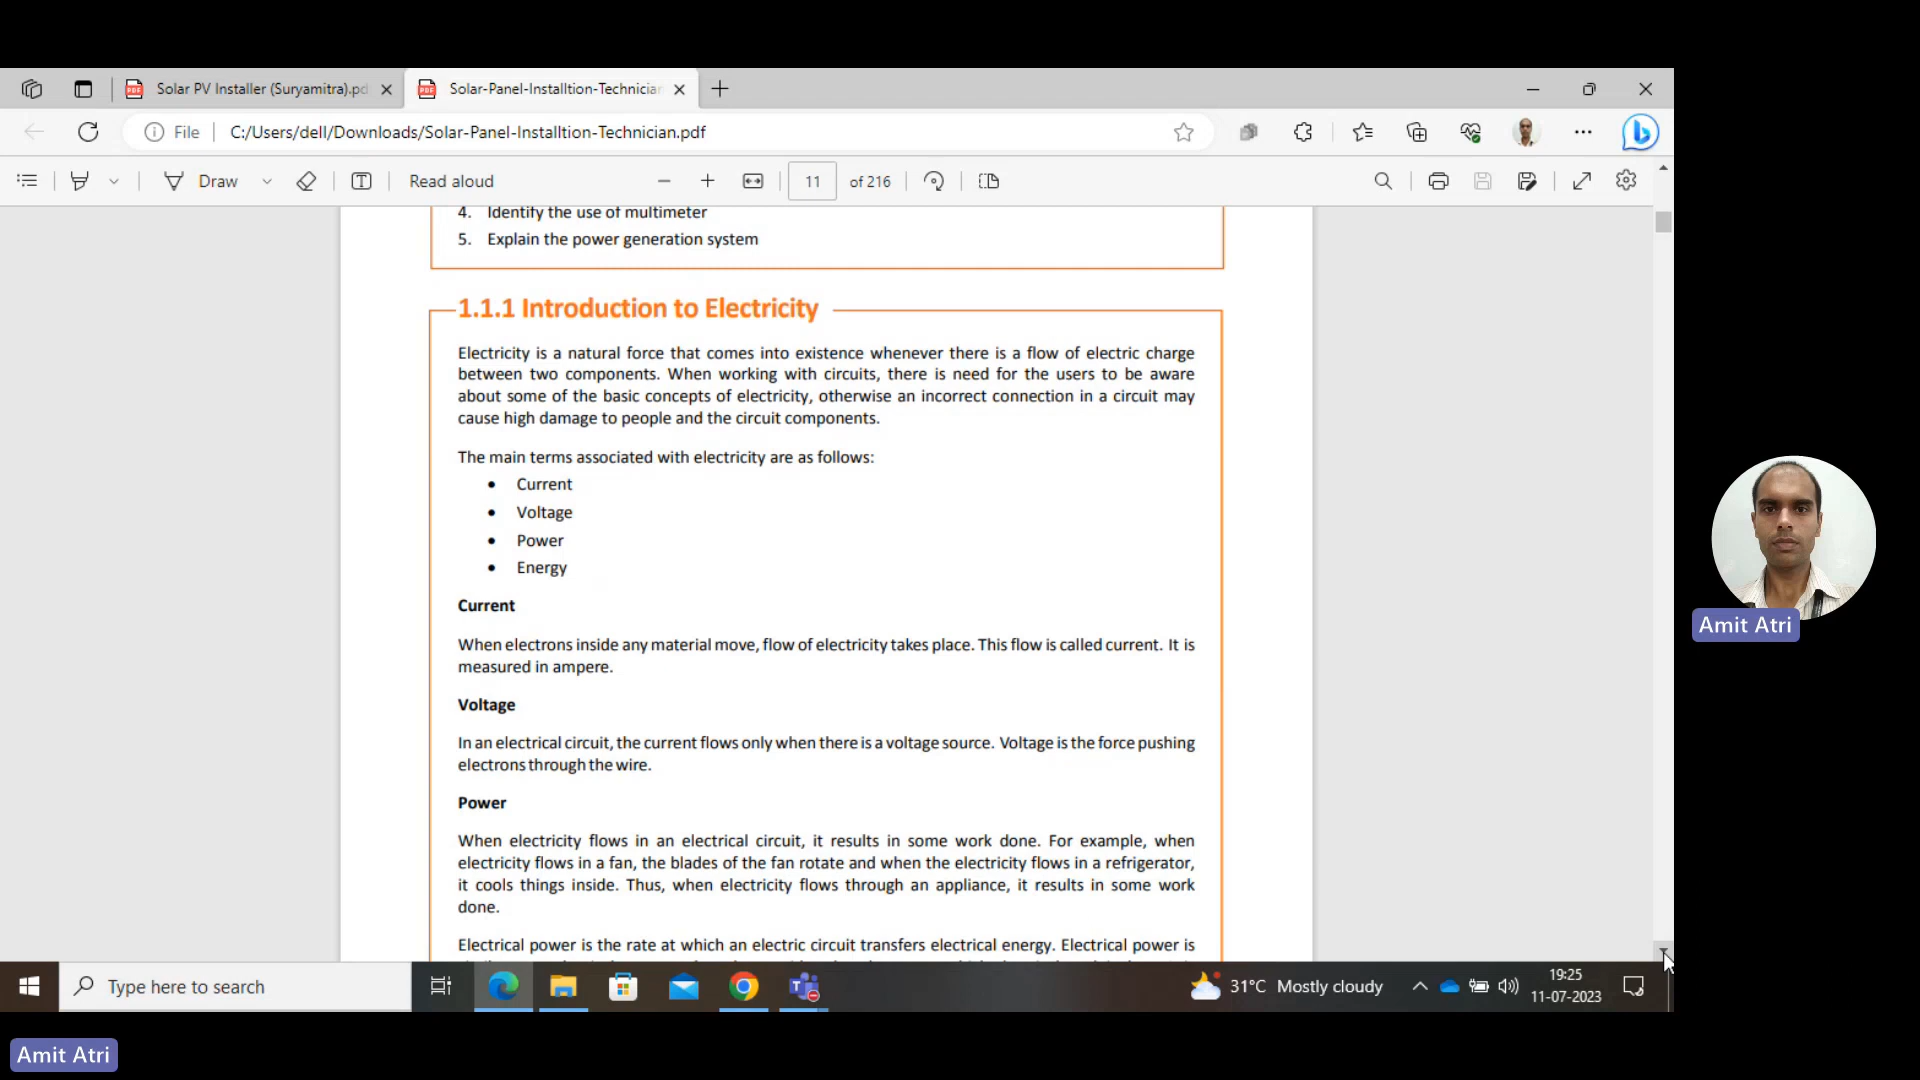 Solar PV Installer (Suryamitra).pd
Solar-Panel-Installtion-Technician
File
C:/Users/dell/Downloads/Solar-Panel-Installtion-Technician.pdf
Draw
Read aloud
11
of 216
4. Identify the use of multimeter
5. Explain the power generation system
1.1.1 Introduction to Electricity
Electricity is a natural force that comes into existence whenever there is a flow of electric charge
between two components. When working with circuits, there is need for the users to be aware
about some of the basic concepts of electricity, otherwise an incorrect connection in a circuit may
cause high damage to people and the circuit components.
The main terms associated with electricity are as follows:
• Current
• Voltage
• Power
• Energy
Current
When electrons inside any material move, flow of electricity takes place. This flow is called current. It is
measured in ampere.
Voltage
In an electrical circuit, the current flows only when there is a voltage source. Voltage is the force pushing
electrons through the wire.
Power
When electricity flows in an electrical circuit, it results in some work done. For example, when
electricity flows in a fan, the blades of the fan rotate and when the electricity flows in a refrigerator,
it cools things inside. Thus, when electricity flows through an appliance, it results in some work
done.
Electrical power is the rate at which an electric circuit transfers electrical energy. Electrical power is
Type here to search
31°C Mostly cloudy
19:25
11-07-2023
Amit Atri
Amit Atri